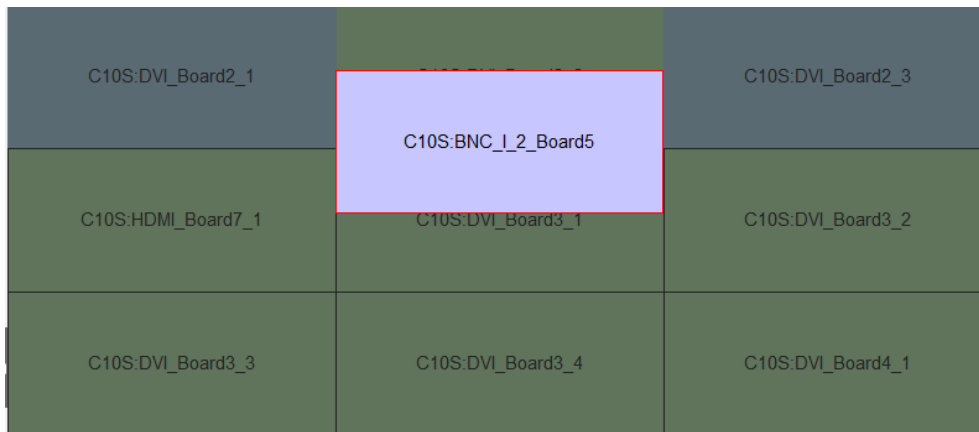 C10S:DVI_Board2_1
C10S:DVI_Board2_3
C10S:BNC_I_2_Board5
C10S:HDMI_Board7_1
C10S:DVI_Board3_1
C10S:DVI_Board3_2
C10S:DVI_Board3_3
C10S:DVI_Board3_4
C10S:DVI_Board4_1